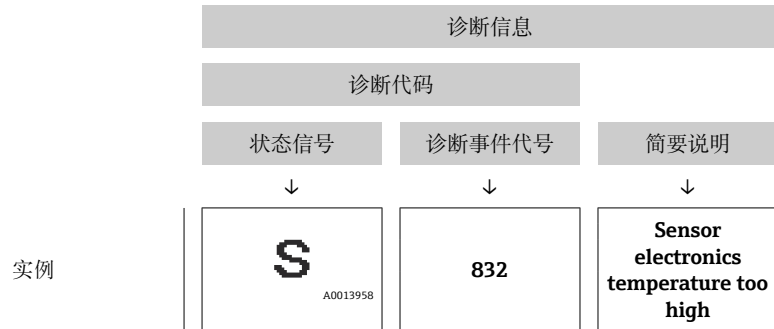 诊断信息
诊断代码
状态信号 诊断事件代号 简要说明
↓ ↓ ↓
实例
S
A0013958
832
Sensor
electronics
temperature too
high